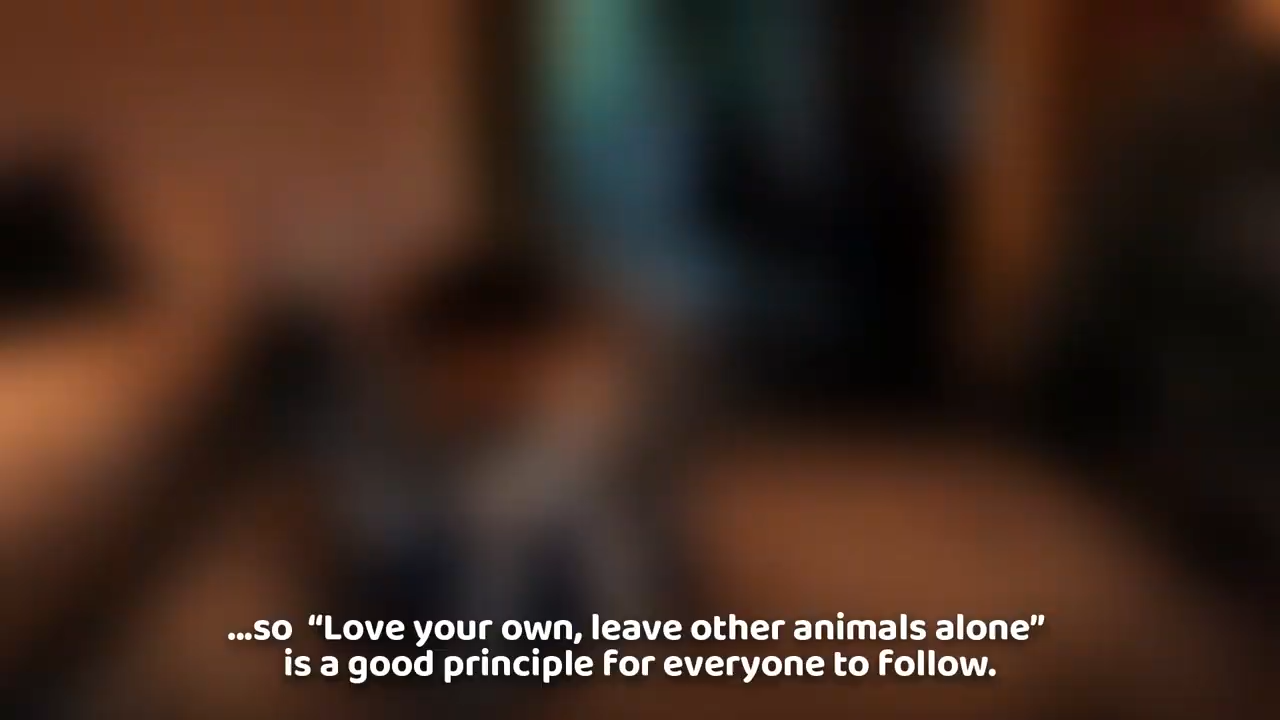 ...so “Love your own, leave other animals alone”
is a good principle for everyone to follow.